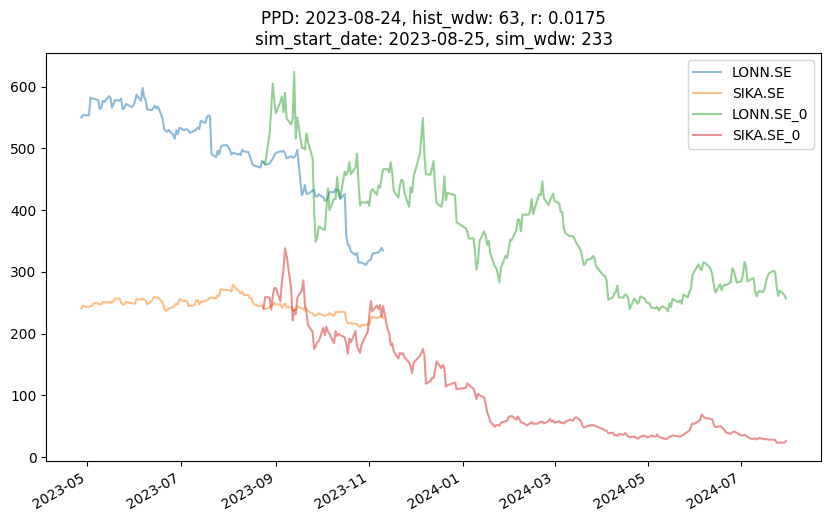 PPD: 2023-08-24, hist_wdw: 63, r: 0.0175
sim_start_date: 2023-08-25, sim_wdw: 233
LONN.SE
SIKA.SE
LONN.SE_0
SIKA.SE_0
600
500
400
300
200
100
0
2023-05
2023-07
2023-09
2023-11
2024-01
2024-03
2024-05
2024-07